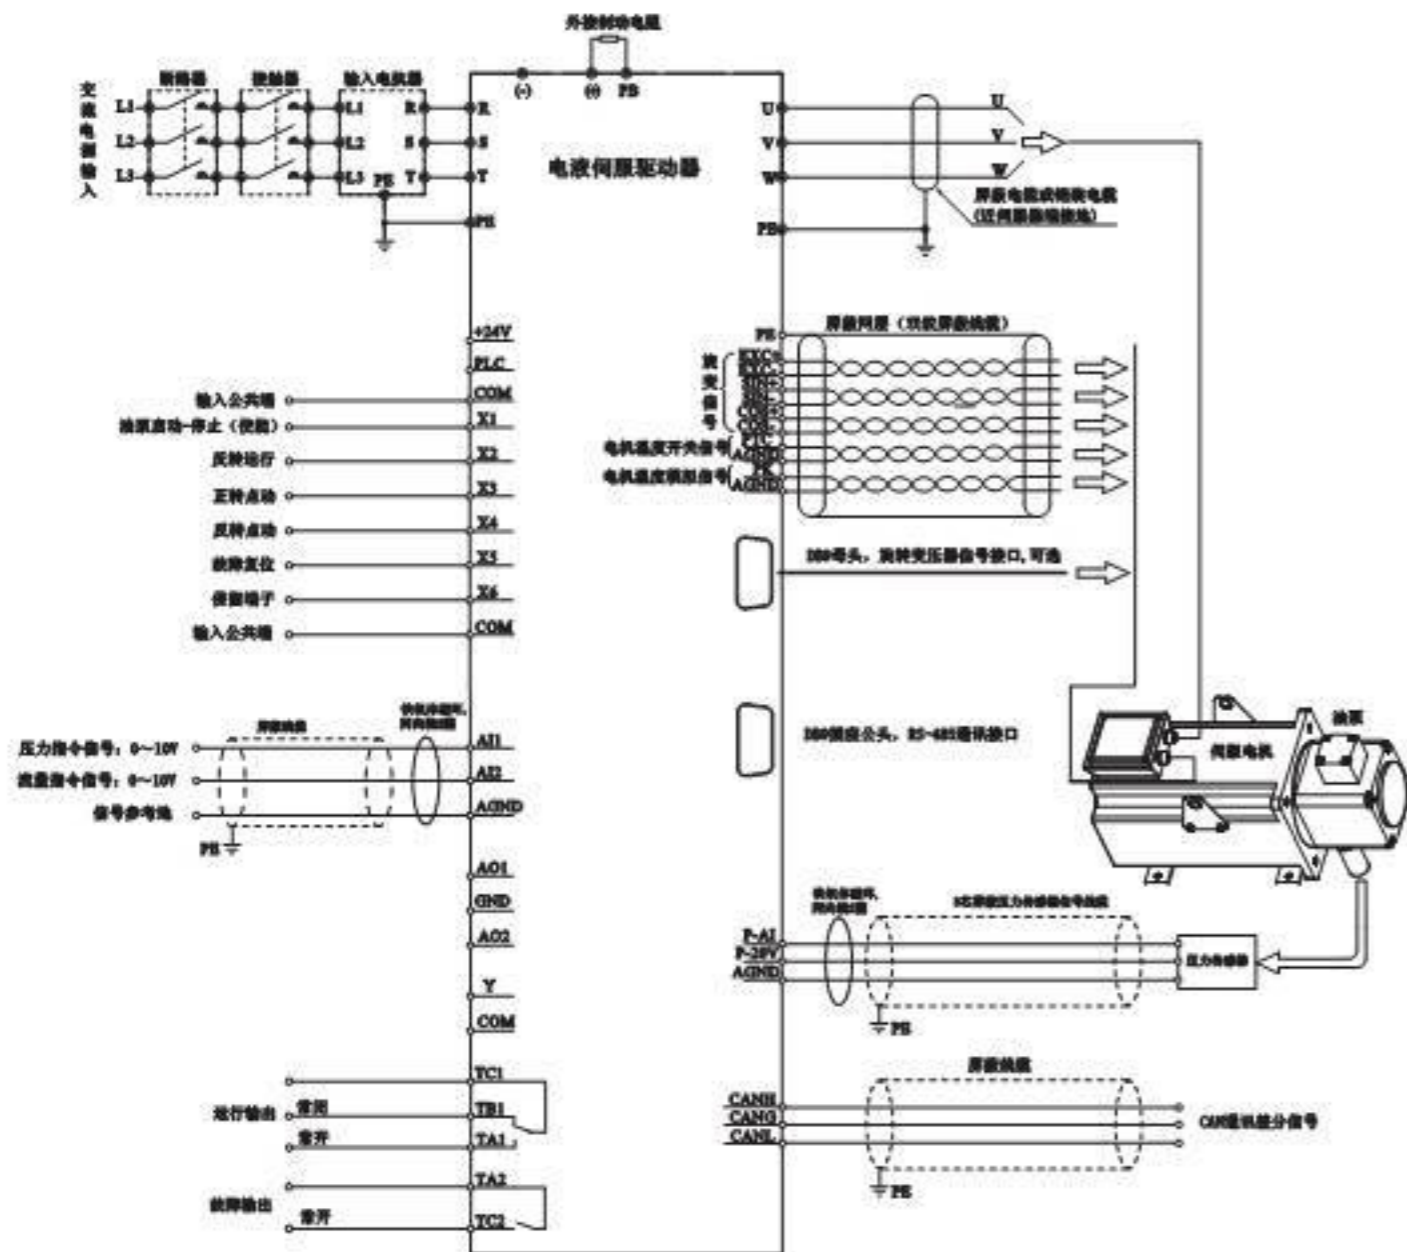 外接制动电阻
断路器 接触器 输入电抗器
(-) (+) PB
交流电源输入
L1 L1 R R
L2 L2 S S
L3 L3 T T
PE
PE
电液伺服驱动器
U U
V V
W W
屏蔽电缆或铠装电缆
(近伺服器端接地)
PE
+24V
PLC
输入公共端 COM
油泵启动-停止（使能） X1
反转运行 X2
正转点动 X3
反转点动 X4
故障复位 X5
保留端子 X6
输入公共端 COM
PE 屏蔽网层（双绞屏蔽线缆）
旋变信号
EXC+
EXC-
SIN+
SIN-
COS+
COS-
电机温度开关信号 PTC
AGND
电机温度模拟信号
AGND
DB9母头，旋转变压器信号接口,可选
DB9插座公头，RS-485通讯接口
伺服电机
油泵
屏蔽线缆
压力指令信号：0～10V AI1
流量指令信号：0～10V AI2
信号参考地 AGND
PE
AO1
GND
AO2
Y
COM
P-AI
AGND
压力传感器
PE
TC1
运行输出 常闭 TB1
常开 TA1
TA2
故障输出 常开 TC2
屏蔽线缆
CANH
CANG CAN通讯差分信号
CANL
PE